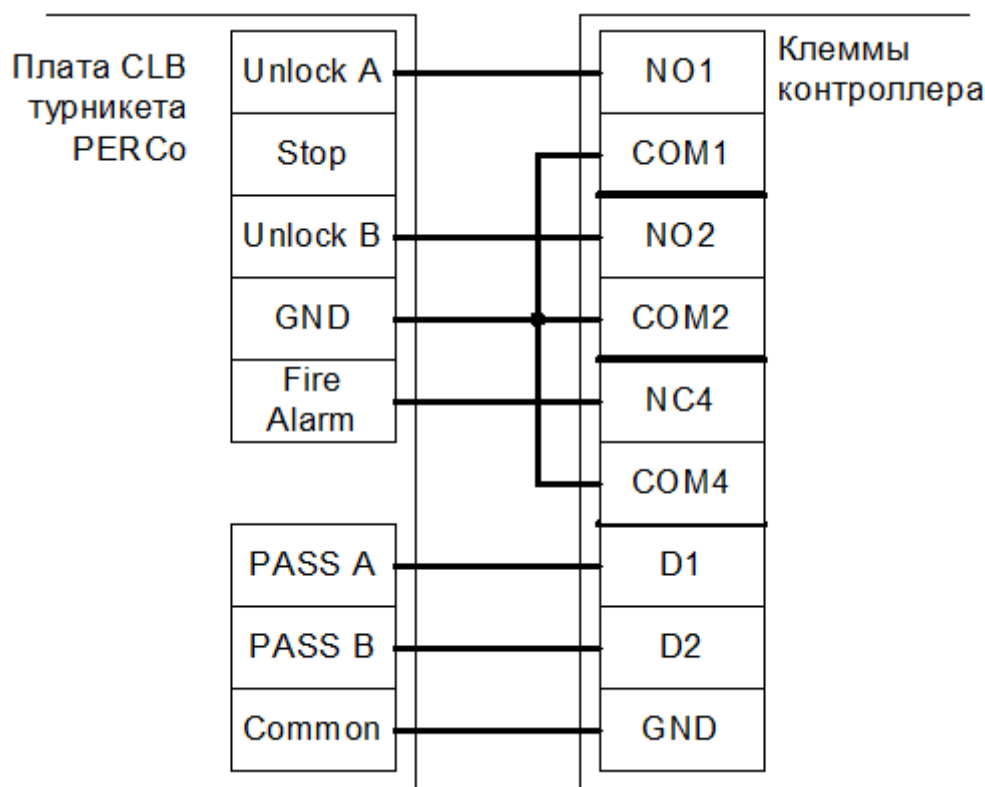 Плата CLB
турникета
PERCo
Unlock A
Stop
Unlock B
GND
Fire
Alarm
PASS A
PASS B
Common
NO1
COM1
NO2
COM2
NC4
COM4
D1
D2
GND
Клеммы
контроллера